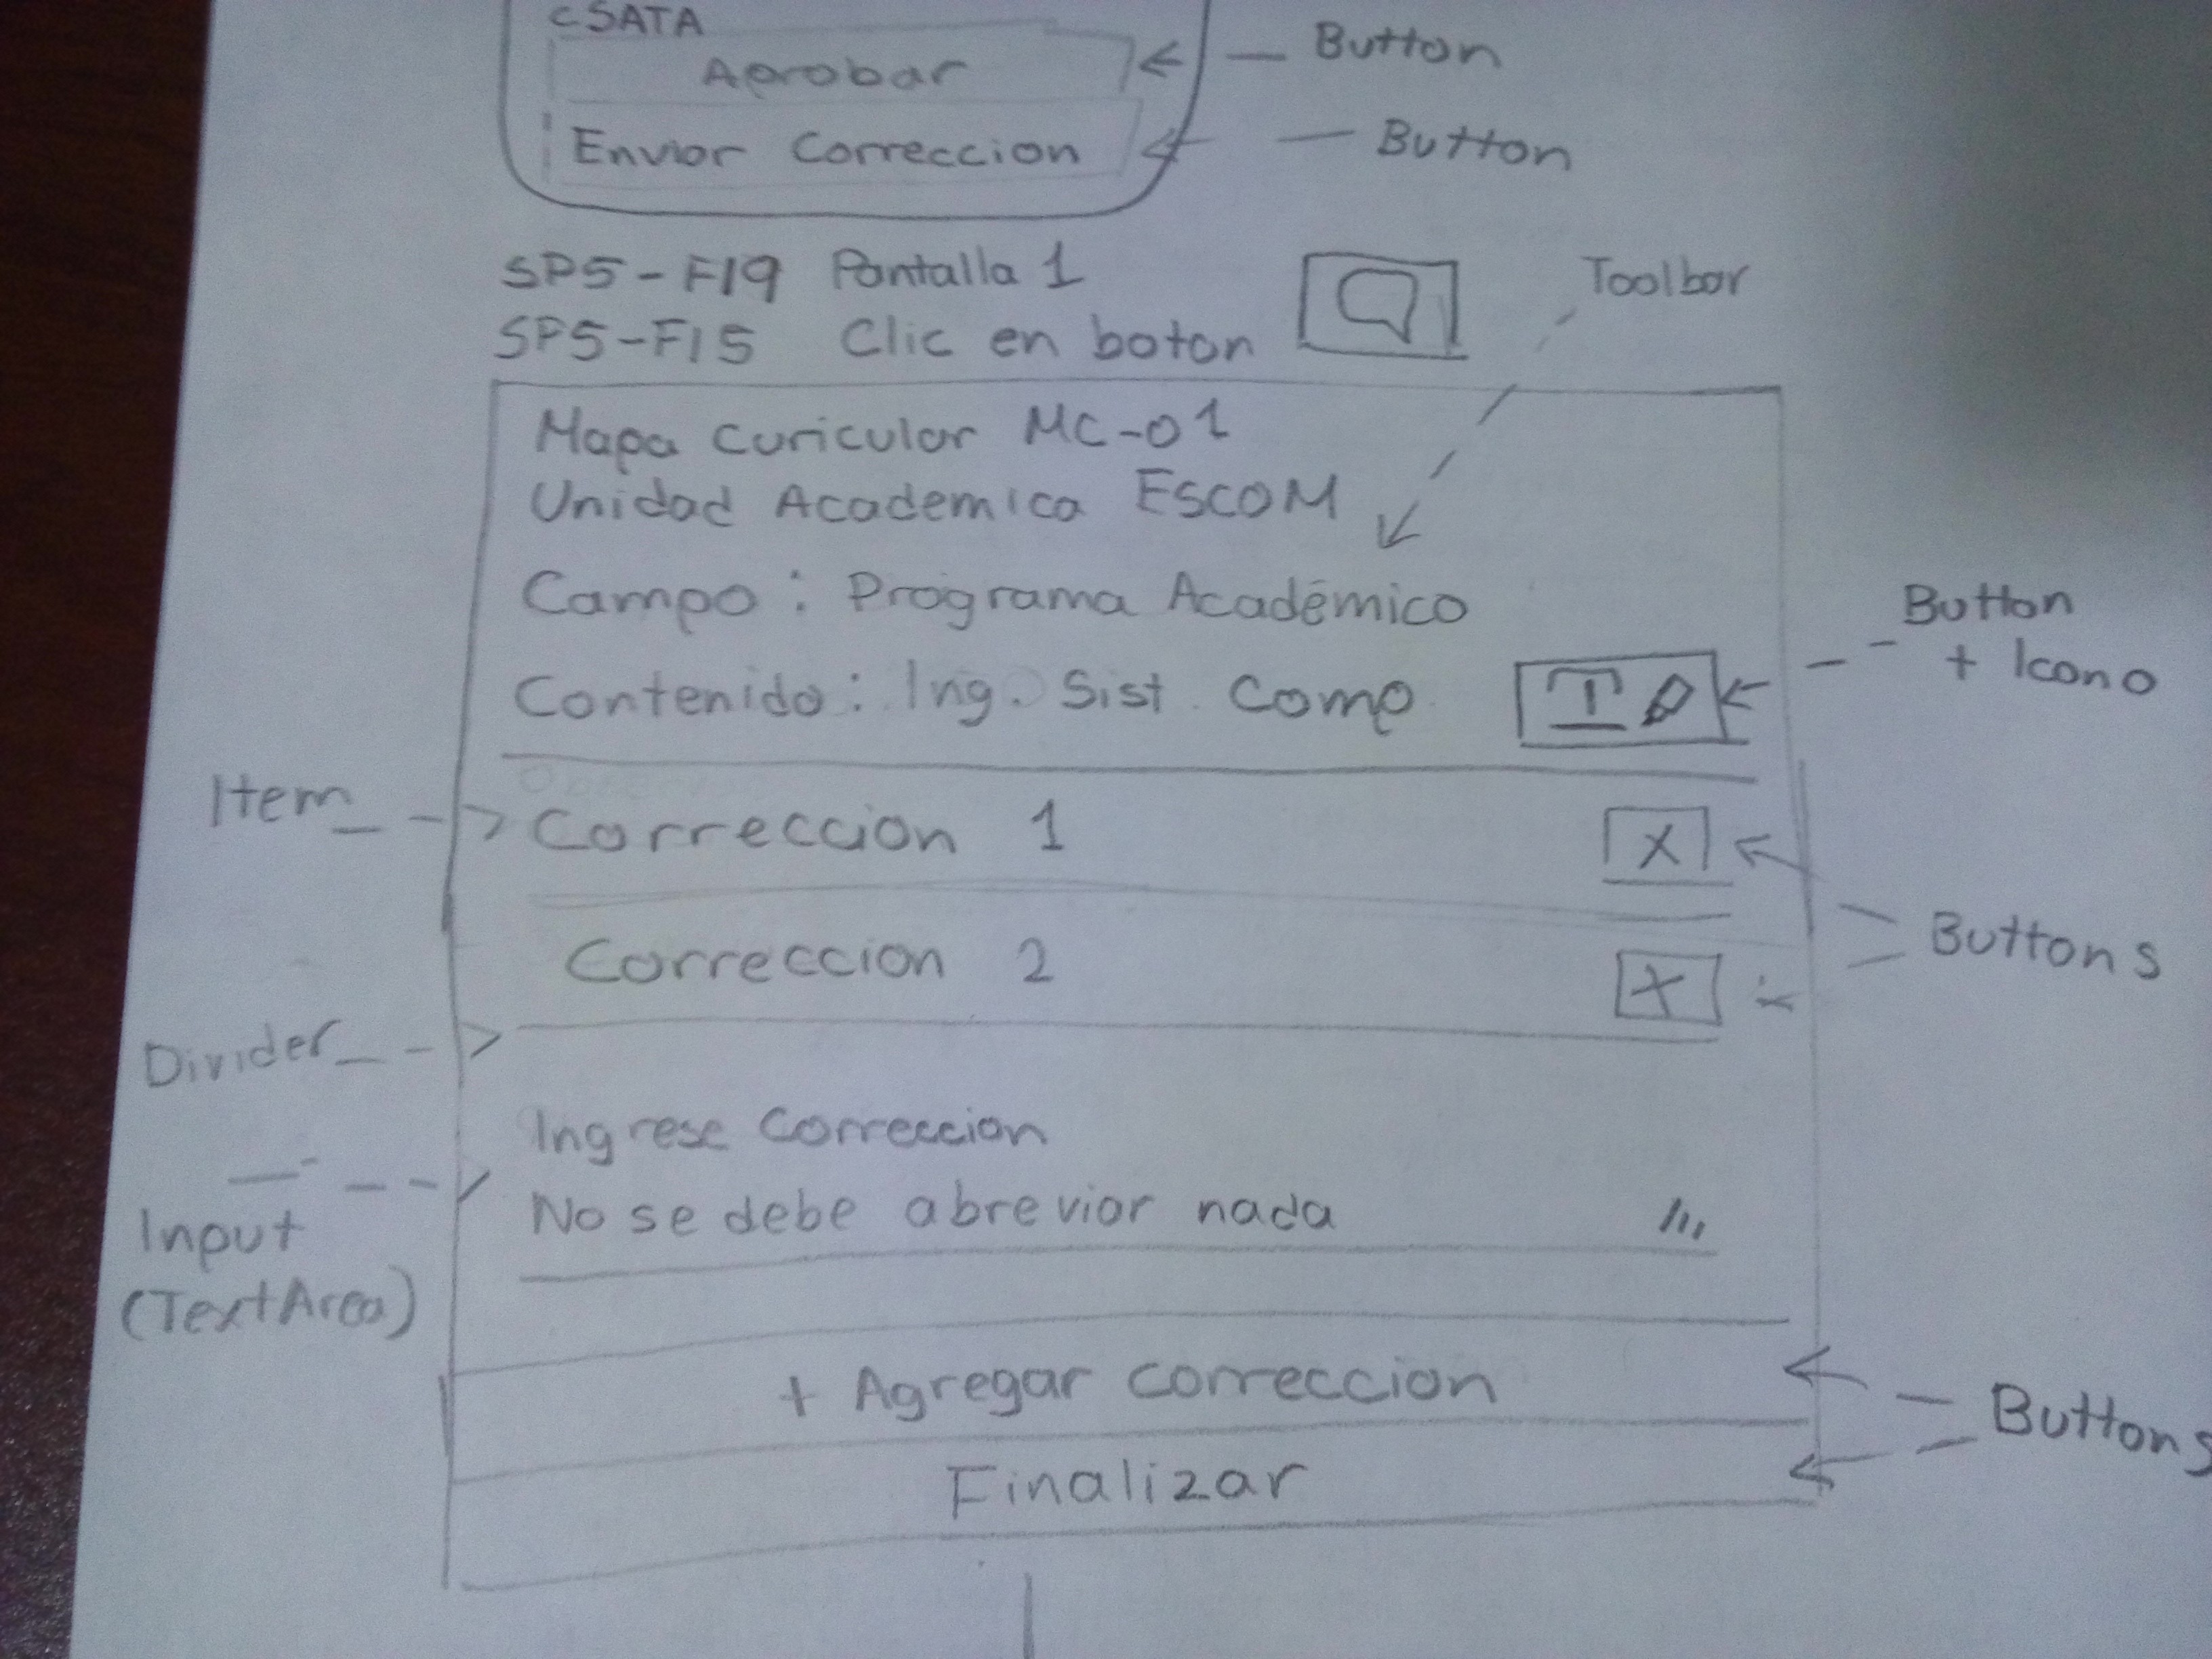 CSATA
Aprobar
Button
Enviar Correccion
Button
SP5-F19 Pantalla 1
Toolbar
SP5-F15 Clic en boton
Mapa Curicular MC-01
Unidad Academica ESCOM
Campo: Programa Académico
Button
+ Icono
Contenido: Ing. Sist. Comp
T
Item
Correccion 1
X
Buttons
Correccion 2
X
Divider
Ingrese Correccion
No se debe abreviar nada
Input
(TextArea)
+ Agregar correccion
Buttons
Finalizar